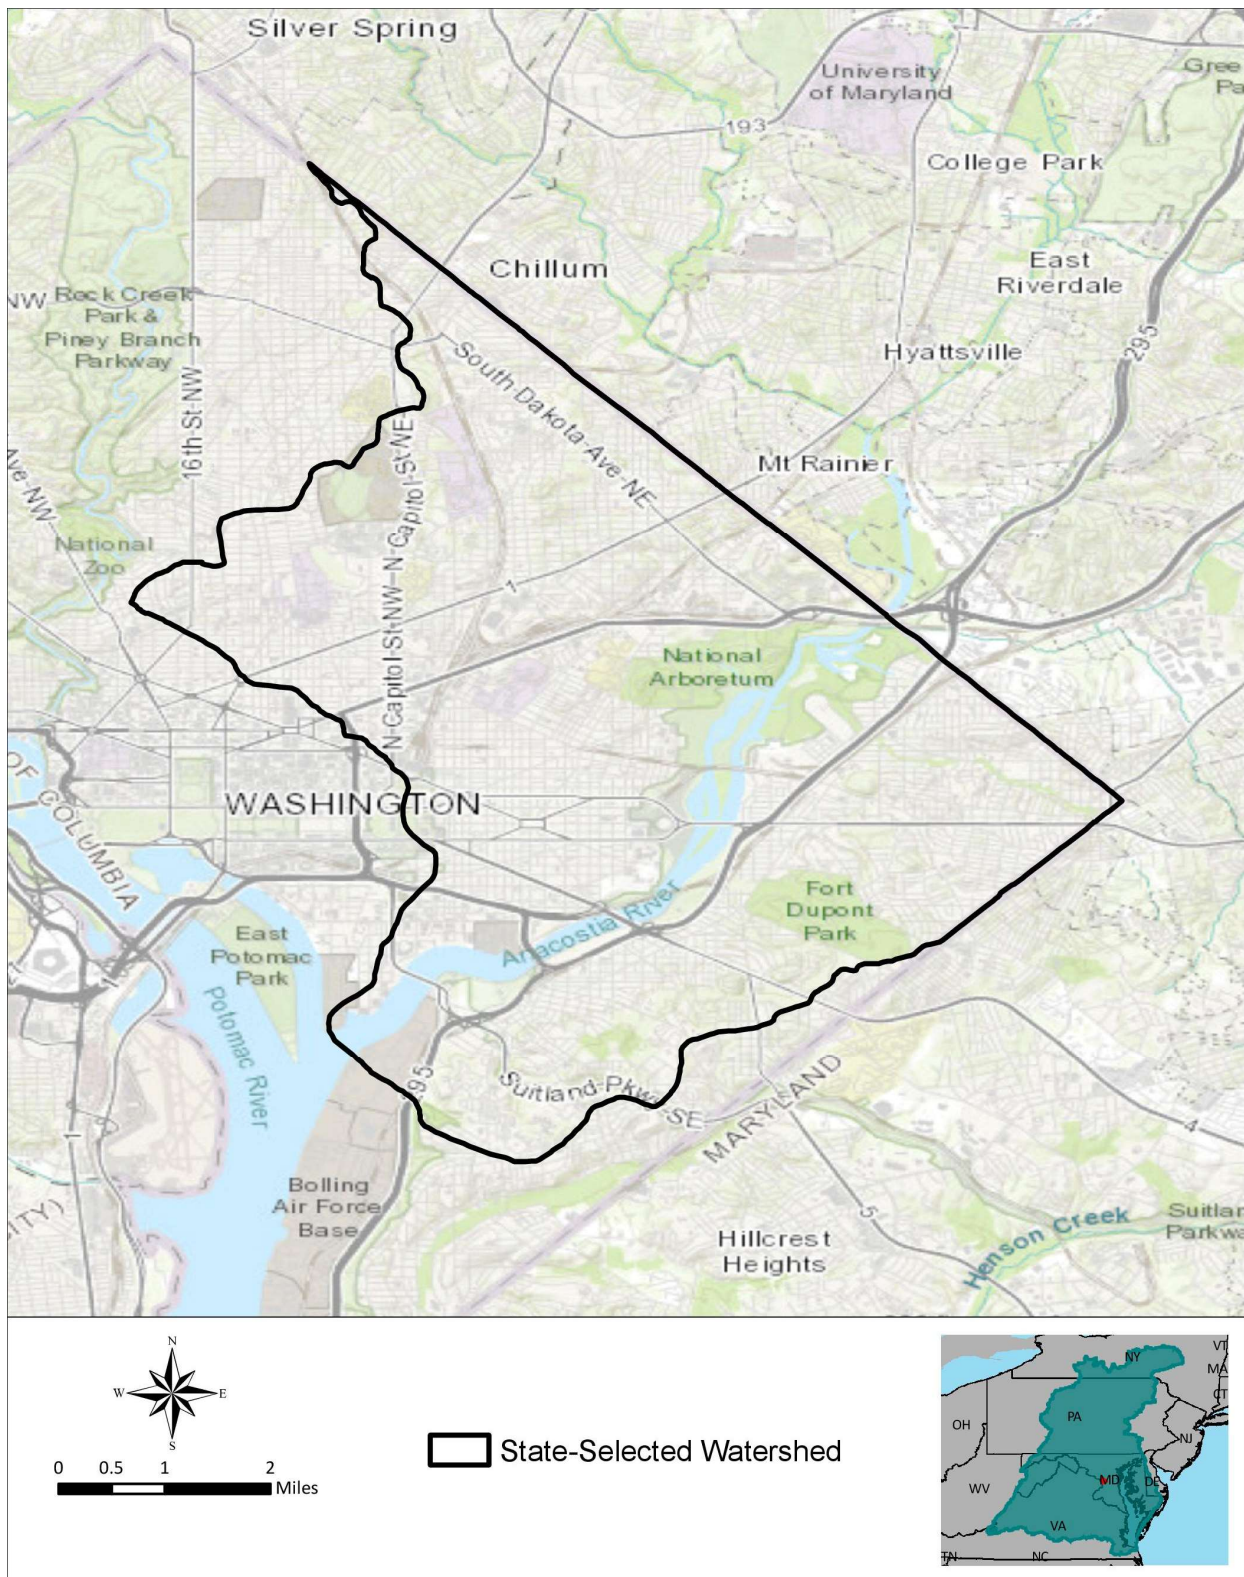 Silver Spring
University
of Maryland
Gree
Pa
193
College Park
Chillum
East
Riverdale
NW
Rock Creek
Park &
Piney Branch
Parkway
295
Hyattsville
South Dakota Ave NE
16th St NW
Mt Rainier
Ave NW
N Capitol St NW N Capitol St NE
National
Zoo
1
National
Arboretum
OF COLUMBIA
WASHINGTON
Fort
Dupont
Park
Anacostia River
East
Potomac
Park
1
Potomac River
295
Suitland Pkwy SE
MARYLAND
1
4
Bolling
Air Force
Base
CITY)
5
Hillcrest
Heights
Henson Creek
Suitlan
Parkwa
N
W
E
S
0 0.5 1 2
Miles
State-Selected Watershed
NY
VT
MA
CT
PA
OH
NJ
MD
DE
WV
VA
TN
NC